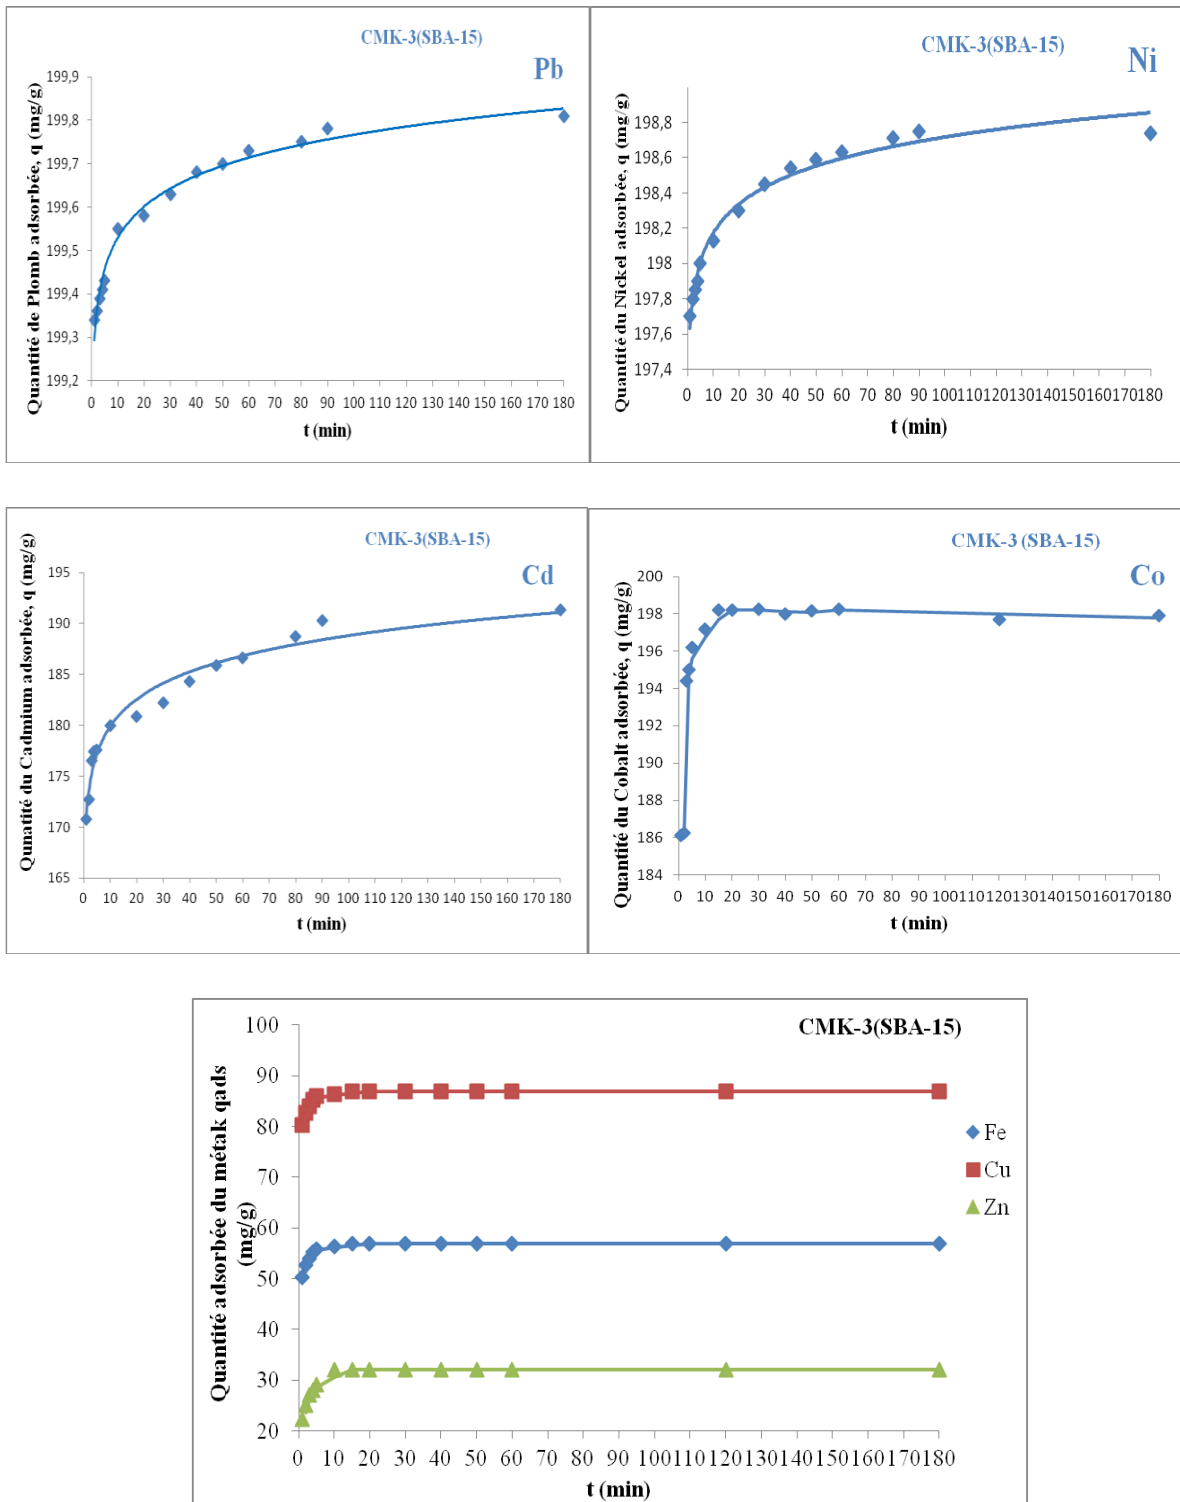 CMK-3(SBA-15)
Pb
Quantité de Plomb adsorbée, q (mg/g)
199,9
199,8
199,7
199,6
199,5
199,4
199,3
199,2
0 10 20 30 40 50 60 70 80 90 100 110 120 130 140 150 160 170 180
t (min)
CMK-3(SBA-15)
Ni
Quantité du Nickel adsorbée, q (mg/g)
198,8
198,6
198,4
198,2
198
197,8
197,6
197,4
0 10 20 30 40 50 60 70 80 90 100110120130140150160170180
t (min)
CMK-3(SBA-15)
Cd
Qunatité du Cadmium adsorbée, q (mg/g)
195
190
185
180
175
170
165
0 10 20 30 40 50 60 70 80 90 100 110 120 130 140 150 160 170 180
t (min)
CMK-3 (SBA-15)
Co
Quantité du Cobalt adsorbée, q (mg/g)
200
198
196
194
192
190
188
186
184
0 10 20 30 40 50 60 70 80 90 100110120130140150160170180
t (min)
CMK-3(SBA-15)
Quantité adsorbée du métak qads
(mg/g)
100
90
80
70
60
50
40
30
20
0 10 20 30 40 50 60 70 80 90 100 110 120 130 140 150 160 170 180
t (min)
Fe
Cu
Zn